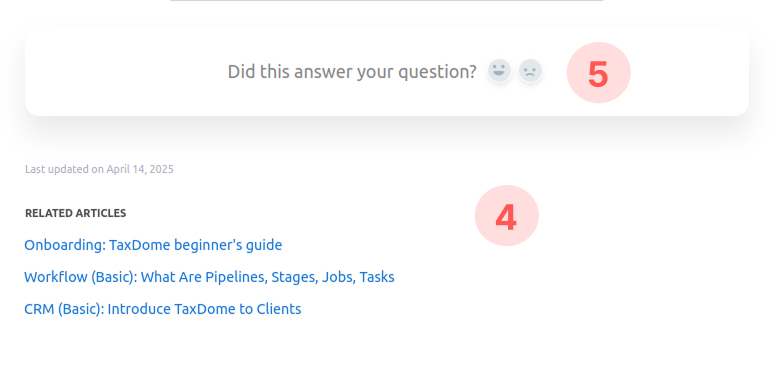 Did this answer your question?
5
Last updated on April 14, 2025
4
RELATED ARTICLES
Onboarding: TaxDome beginner's guide
Workflow (Basic): What Are Pipelines, Stages, Jobs, Tasks
CRM (Basic): Introduce TaxDome to Clients